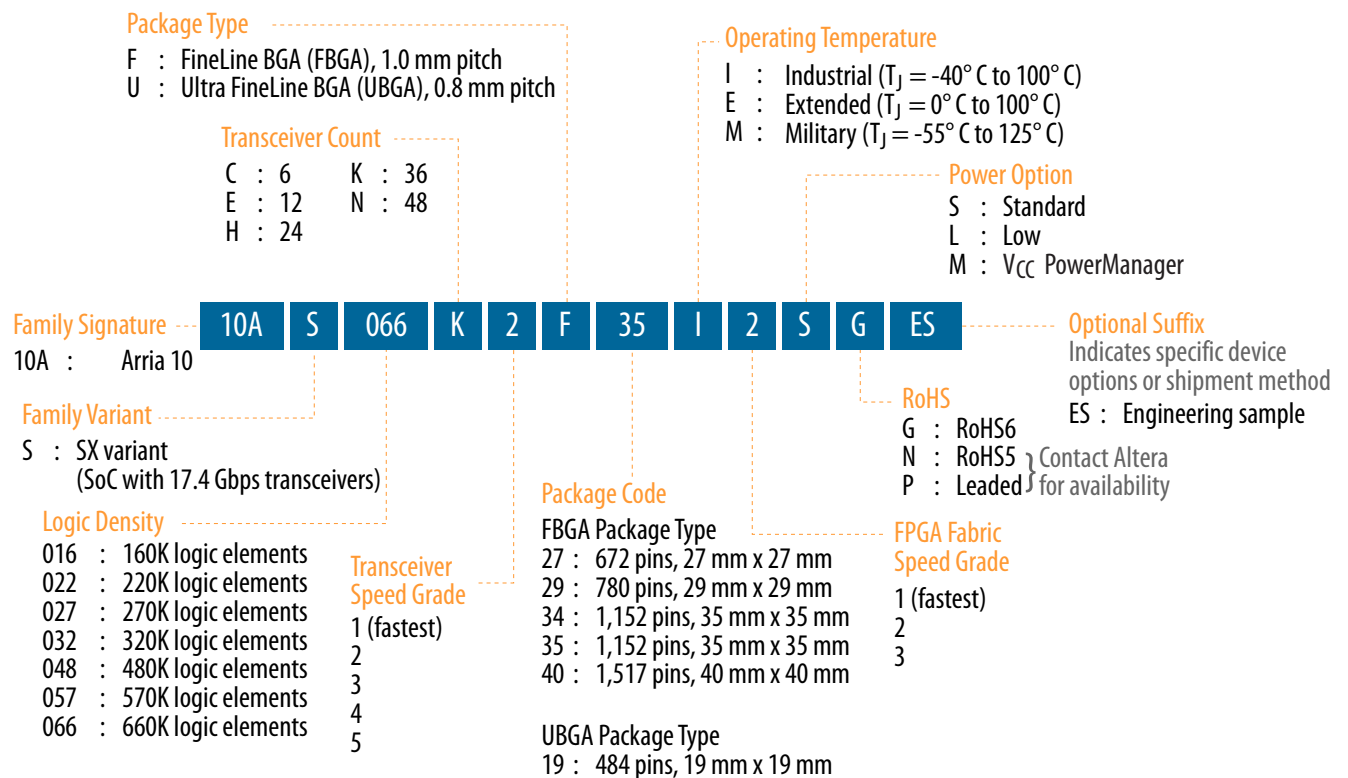 Package Type
F : FineLine BGA (FBGA), 1.0 mm pitch
U : Ultra FineLine BGA (UBGA), 0.8 mm pitch
Operating Temperature
I : Industrial (TJ = -40° C to 100° C)
E : Extended (TJ = 0° C to 100° C)
M : Military (TJ = -55° C to 125° C)
Transceiver Count
C : 6 K : 36
E : 12 N : 48
H : 24
Power Option
S : Standard
L : Low
M : VCC PowerManager
Family Signature
10A : Arria 10
10A S 066 K 2 F 35 I 2 S G ES
Optional Suffix
Indicates specific device
options or shipment method
ES : Engineering sample
Family Variant
S : SX variant
(SoC with 17.4 Gbps transceivers)
RoHS
G : RoHS6
N : RoHS5
P : Leaded
Contact Altera
for availability
Logic Density
016 : 160K logic elements
022 : 220K logic elements
027 : 270K logic elements
032 : 320K logic elements
048 : 480K logic elements
057 : 570K logic elements
066 : 660K logic elements
Transceiver
Speed Grade
1 (fastest)
2
3
4
5
Package Code
FBGA Package Type
27 : 672 pins, 27 mm x 27 mm
29 : 780 pins, 29 mm x 29 mm
34 : 1,152 pins, 35 mm x 35 mm
35 : 1,152 pins, 35 mm x 35 mm
40 : 1,517 pins, 40 mm x 40 mm
UBGA Package Type
19 : 484 pins, 19 mm x 19 mm
FPGA Fabric
Speed Grade
1 (fastest)
2
3